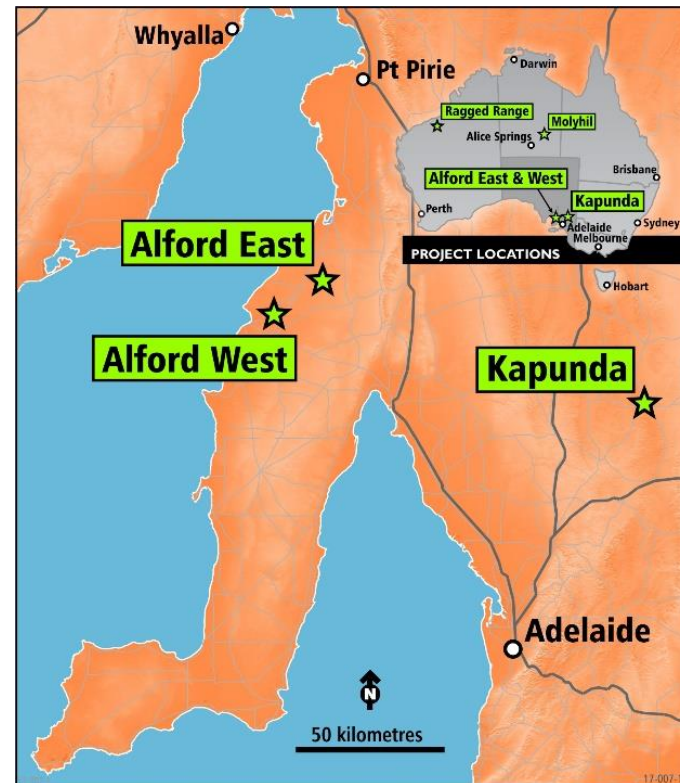 Whyalla
Pt Pirie
Darwin
Ragged Range
Molyhil
Alice Springs
Brisbane
Alford East & West
Kapunda
Perth
Adelaide
Sydney
Melbourne
PROJECT LOCATIONS
Hobart
Alford East
Alford West
Kapunda
Adelaide
N
50 kilometres